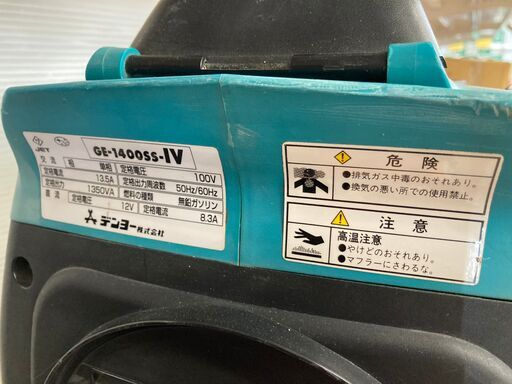 JET
GE-1400SS-IV
交流 相 単相 定格電圧 100V
定格電流 13.5A 定格出力周波数 50Hz/60Hz
定格出力 1350VA 燃料の種類 無鉛ガソリン
直流 定格電圧 12V 定格電流 8.3A
デンヨー株式会社
危険
●排気ガス中毒のおそれあり。
●換気の悪い所での使用禁止。
注意
高温注意
●やけどのおそれあり。
●マフラーにさわるな。